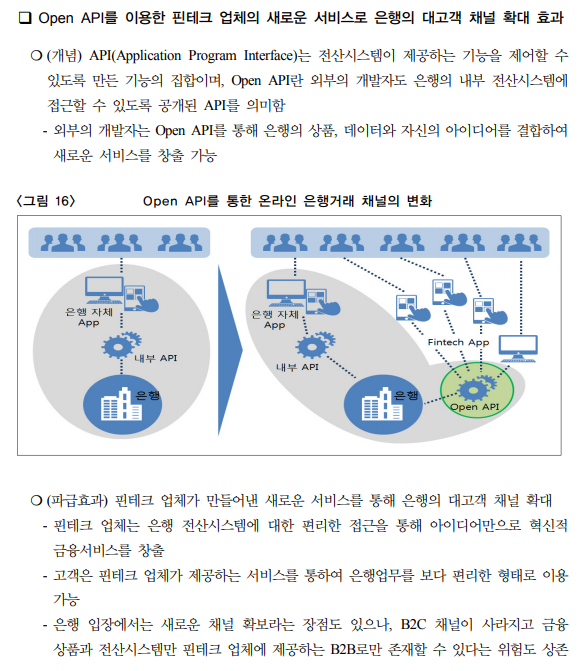 ❑ Open API를 이용한 핀테크 업체의 새로운 서비스로 은행의 대고객 채널 확대 효과
❍ (개념) API(Application Program Interface)는 전산시스템이 제공하는 기능을 제어할 수
있도록 만든 기능의 집합이며, Open API란 외부의 개발자도 은행의 내부 전산시스템에
접근할 수 있도록 공개된 API를 의미함
- 외부의 개발자는 Open API를 통해 은행의 상품, 데이터와 자신의 아이디어를 결합하여
새로운 서비스를 창출 가능
<그림 16> Open API를 통한 온라인 은행거래 채널의 변화
은행 자체
App
내부 API
은행
은행 자체
App
내부 API
은행
Fintech App
Open API
❍ (파급효과) 핀테크 업체가 만들어낸 새로운 서비스를 통해 은행의 대고객 채널 확대
- 핀테크 업체는 은행 전산시스템에 대한 편리한 접근을 통해 아이디어만으로 혁신적
금융서비스를 창출
- 고객은 핀테크 업체가 제공하는 서비스를 통하여 은행업무를 보다 편리한 형태로 이용
가능
- 은행 입장에서는 새로운 채널 확보라는 장점도 있으나, B2C 채널이 사라지고 금융
상품과 전산시스템만 핀테크 업체에 제공하는 B2B로만 존재할 수 있다는 위험도 상존